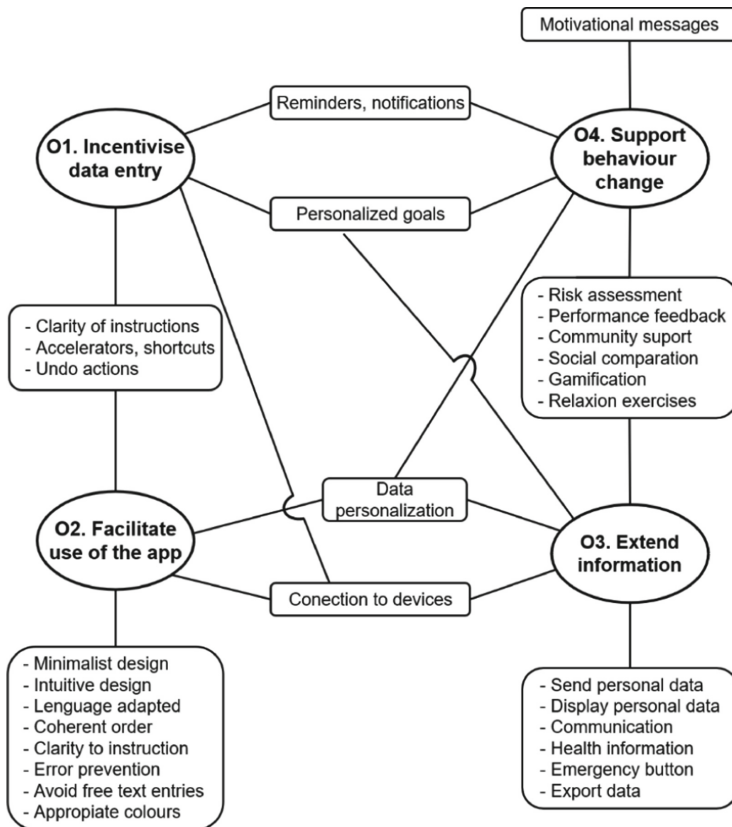 Motivational messages
Reminders, notifications
O1. Incentivise
data entry
O4. Support
behaviour
change
Personalized goals
- Clarity of instructions
- Accelerators, shortcuts
- Undo actions
- Risk assessment
- Performance feedback
- Community suport
- Social comparation
- Gamification
- Relaxion exercises
Data
personalization
O2. Facilitate
use of the app
O3. Extend
information
Conection to devices
- Minimalist design
- Intuitive design
- Lenguage adapted
- Coherent order
- Clarity to instruction
- Error prevention
- Avoid free text entries
- Appropiate colours
- Send personal data
- Display personal data
- Communication
- Health information
- Emergency button
- Export data